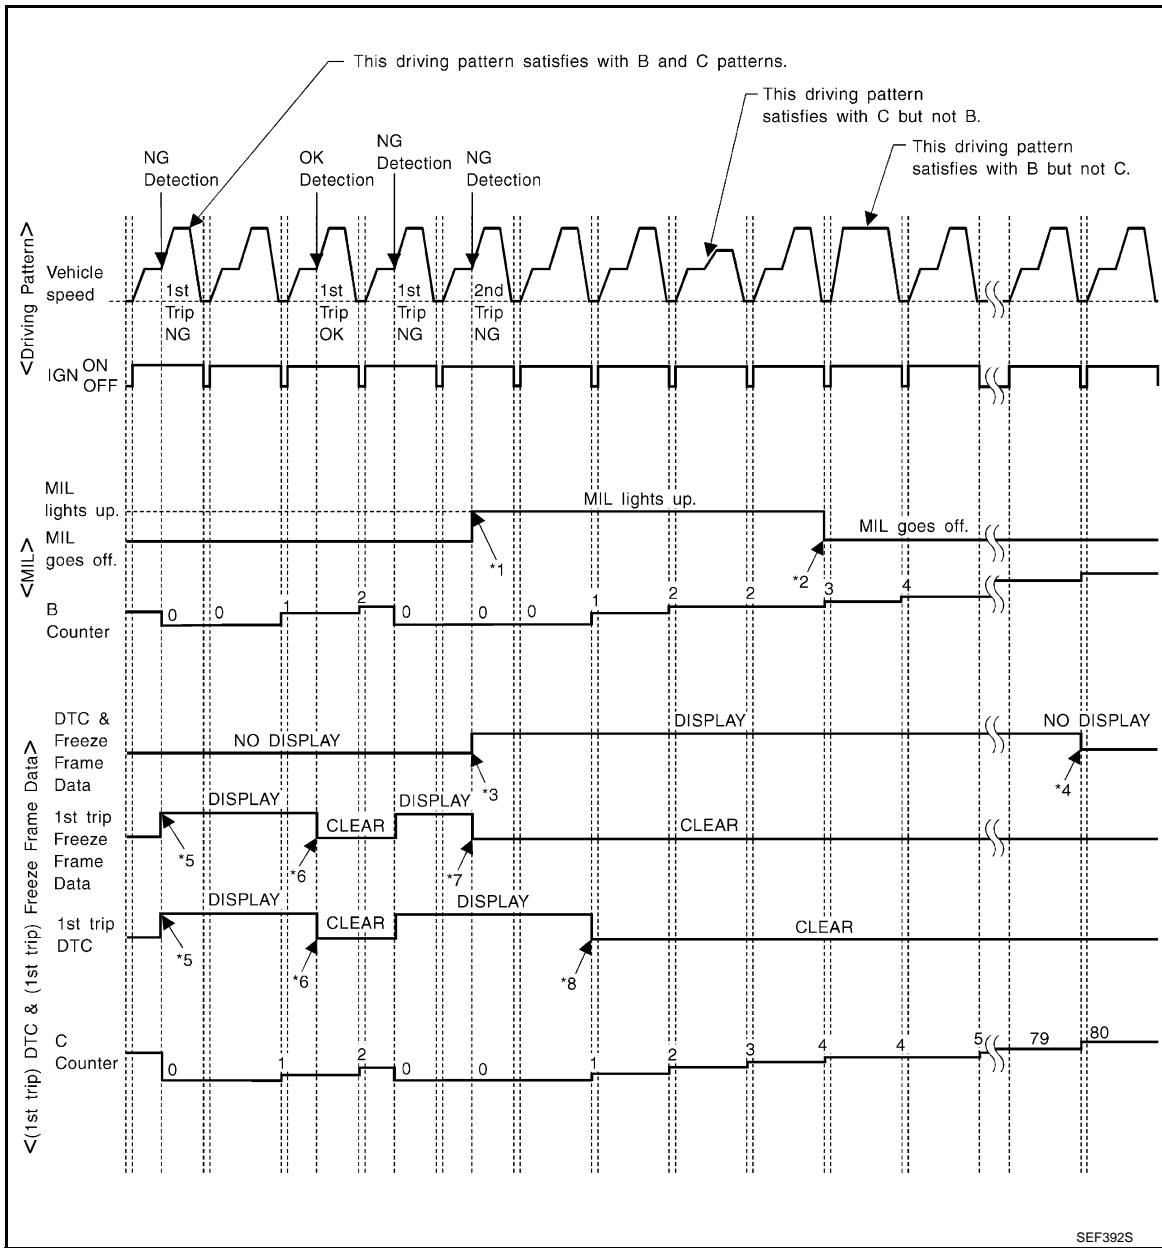 This driving pattern satisfies with B and C patterns.
This driving pattern
satisfies with C but not B.
This driving pattern
satisfies with B but not C.
NG
Detection
OK
Detection
NG
Detection
NG
Detection
<Driving Pattern>
Vehicle
speed
1st
Trip
NG
1st
Trip
OK
1st
Trip
NG
2nd
Trip
NG
IGN ON
OFF
<MIL>
MIL
lights up.
MIL lights up.
MIL
goes off.
MIL goes off.
*1
*2
B
Counter
0 0 1 2 0 0 0 1 2 2 3 4
<(1st trip) DTC & (1st trip) Freeze Frame Data>
DTC &
Freeze
Frame
Data
NO DISPLAY
DISPLAY
NO DISPLAY
*3
*4
1st trip
Freeze
Frame
Data
DISPLAY
CLEAR
DISPLAY
CLEAR
*5
*6
*7
1st trip
DTC
DISPLAY
CLEAR
DISPLAY
CLEAR
*5
*6
*8
C
Counter
0 1 2 0 0 1 2 3 4 4 5 79 80
SEF392S